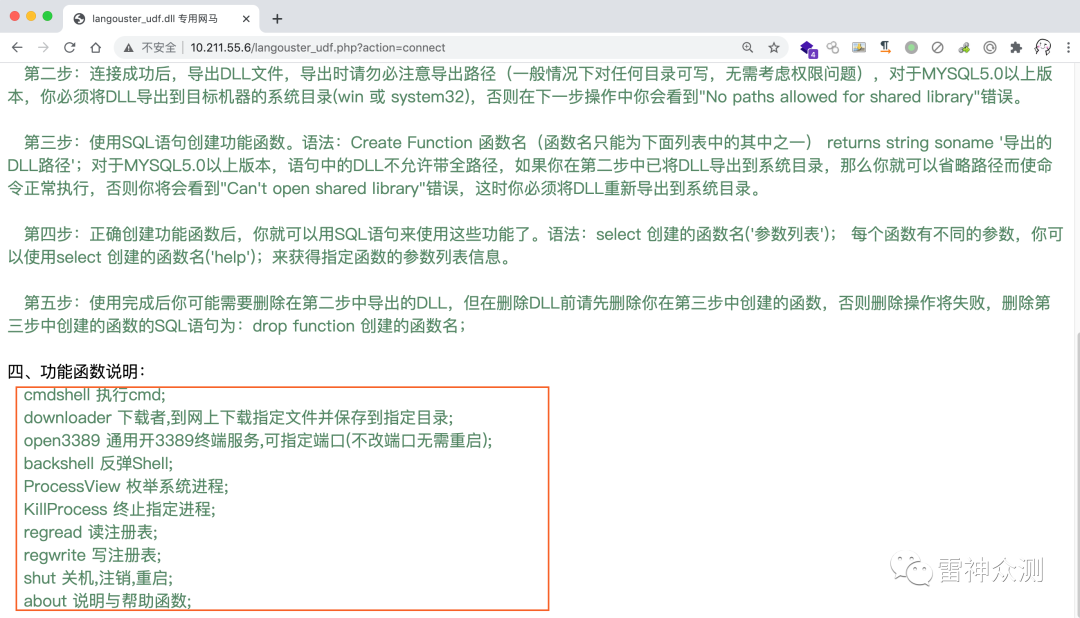 langouster_udf.dll 专用网马
不安全 | 10.211.55.6/langouster_udf.php?action=connect
4
第二步：连接成功后，导出DLL文件，导出时请勿必注意导出路径（一般情况下对任何目录可写，无需考虑权限问题），对于MYSQL5.0以上版
本，你必须将DLL导出到目标机器的系统目录(win 或 system32)，否则在下一步操作中你会看到"No paths allowed for shared library"错误。
第三步：使用SQL语句创建功能函数。语法：Create Function 函数名（函数名只能为下面列表中的其中之一） returns string soname '导出的
DLL路径'；对于MYSQL5.0以上版本，语句中的DLL不允许带全路径，如果你在第二步中已将DLL导出到系统目录，那么你就可以省略路径而使命
令正常执行，否则你将会看到"Can't open shared library"错误，这时你必须将DLL重新导出到系统目录。
第四步：正确创建功能函数后，你就可以用SQL语句来使用这些功能了。语法：select 创建的函数名('参数列表')； 每个函数有不同的参数，你可
以使用select 创建的函数名('help')；来获得指定函数的参数列表信息。
第五步：使用完成后你可能需要删除在第二步中导出的DLL，但在删除DLL前请先删除你在第三步中创建的函数，否则删除操作将失败，删除第
三步中创建的函数的SQL语句为：drop function 创建的函数名；
四、功能函数说明：
cmdshell 执行cmd;
downloader 下载者,到网上下载指定文件并保存到指定目录;
open3389 通用开3389终端服务,可指定端口(不改端口无需重启);
backshell 反弹Shell;
ProcessView 枚举系统进程;
KillProcess 终止指定进程;
regread 读注册表;
regwrite 写注册表;
shut 关机,注销,重启;
about 说明与帮助函数;
雷神众测